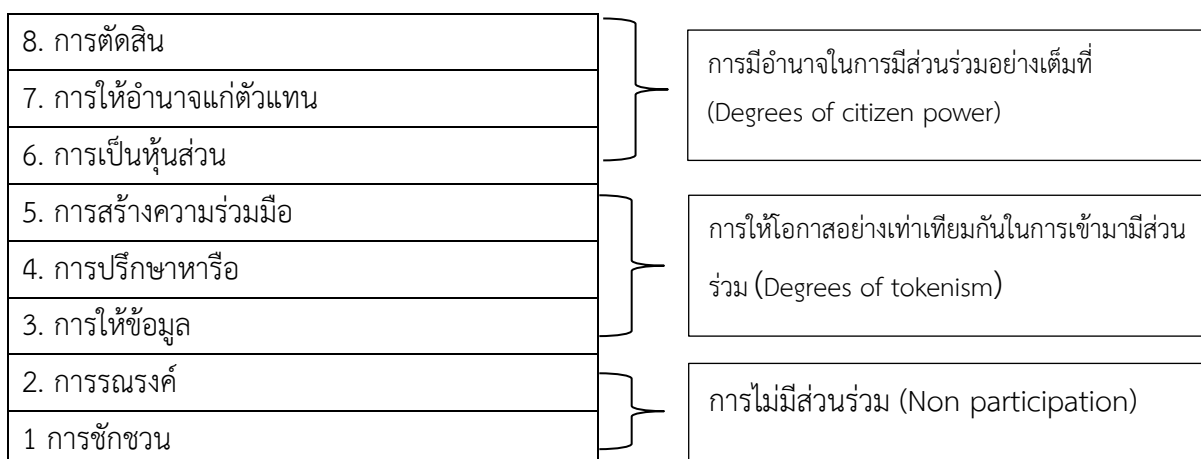 8. การตัดสิน
7. การให้อำนาจแก่ตัวแทน
6. การเป็นหุ้นส่วน
การมีอำนาจในการมีส่วนร่วมอย่างเต็มที่
(Degrees of citizen power)
5. การสร้างความร่วมมือ
4. การปรึกษาหารือ
3. การให้ข้อมูล
การให้โอกาสอย่างเท่าเทียมกันในการเข้ามามีส่วน
ร่วม (Degrees of tokenism)
2. การรณรงค์
1 การชักชวน
การไม่มีส่วนร่วม (Non participation)